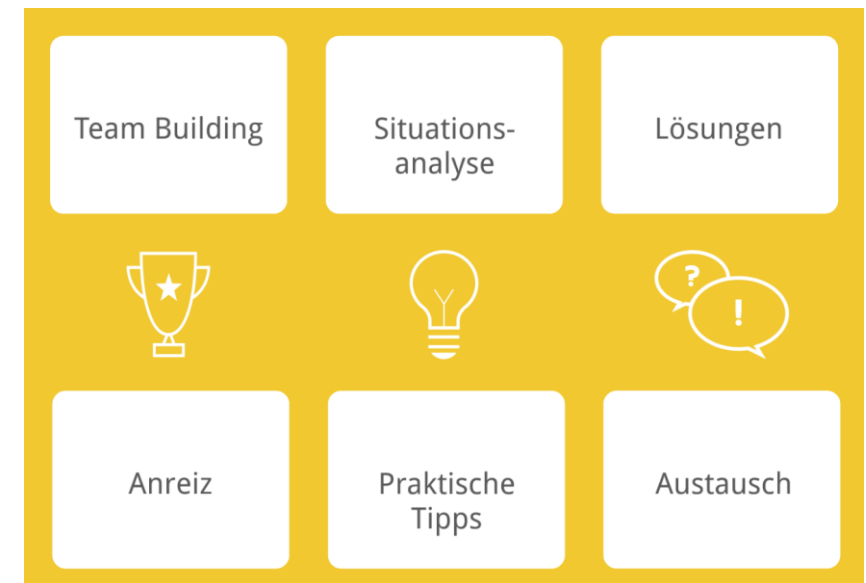 Team Building
Situations-
analyse
Lösungen
?
!
Anreiz
Praktische
Tipps
Austausch